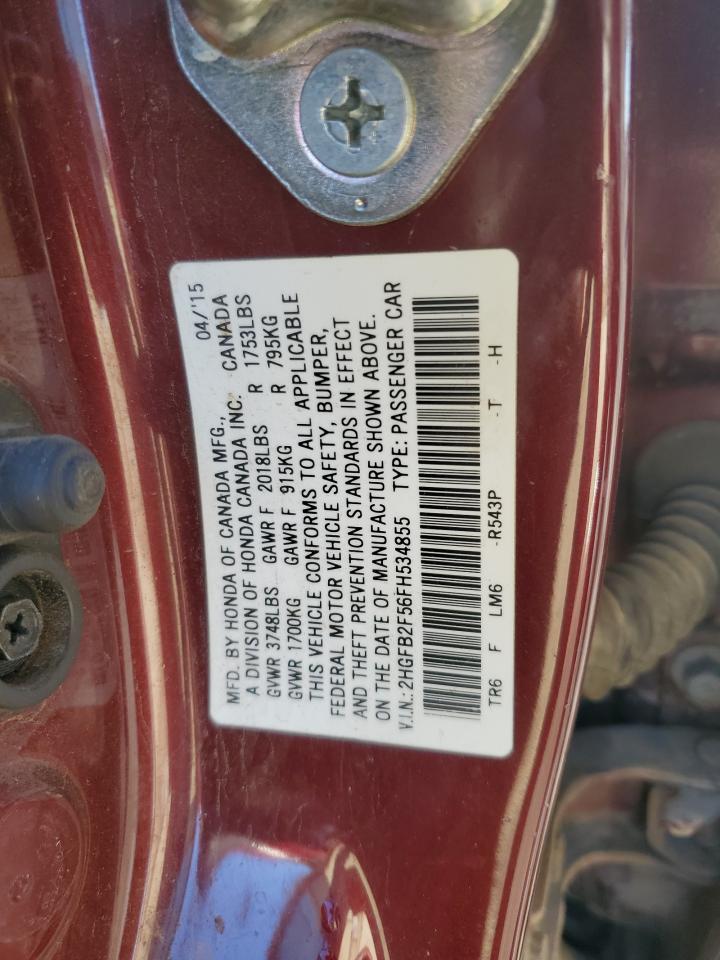 MFD. BY HONDA OF CANADA MFG., 04/'15
A DIVISION OF HONDA CANADA INC. CANADA
GVWR 3748LBS GAWR F 2018LBS R 1753LBS
GVWR 1700KG GAWR F 915KG R 795KG
THIS VEHICLE CONFORMS TO ALL APPLICABLE
FEDERAL MOTOR VEHICLE SAFETY, BUMPER,
AND THEFT PREVENTION STANDARDS IN EFFECT
ON THE DATE OF MANUFACTURE SHOWN ABOVE.
V.I.N.: 2HGFB2F56FH534855 TYPE: PASSENGER CAR
TR6 F LM6 -R543P -T -H